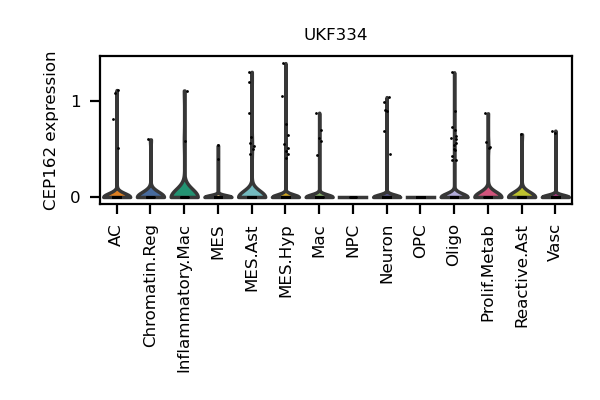 UKF334
CEP162 expression
1
0
AC
Chromatin.Reg
Inflammatory.Mac
MES
MES.Ast
MES.Hyp
Mac
NPC
Neuron
OPC
Oligo
Prolif.Metab
Reactive.Ast
Vasc